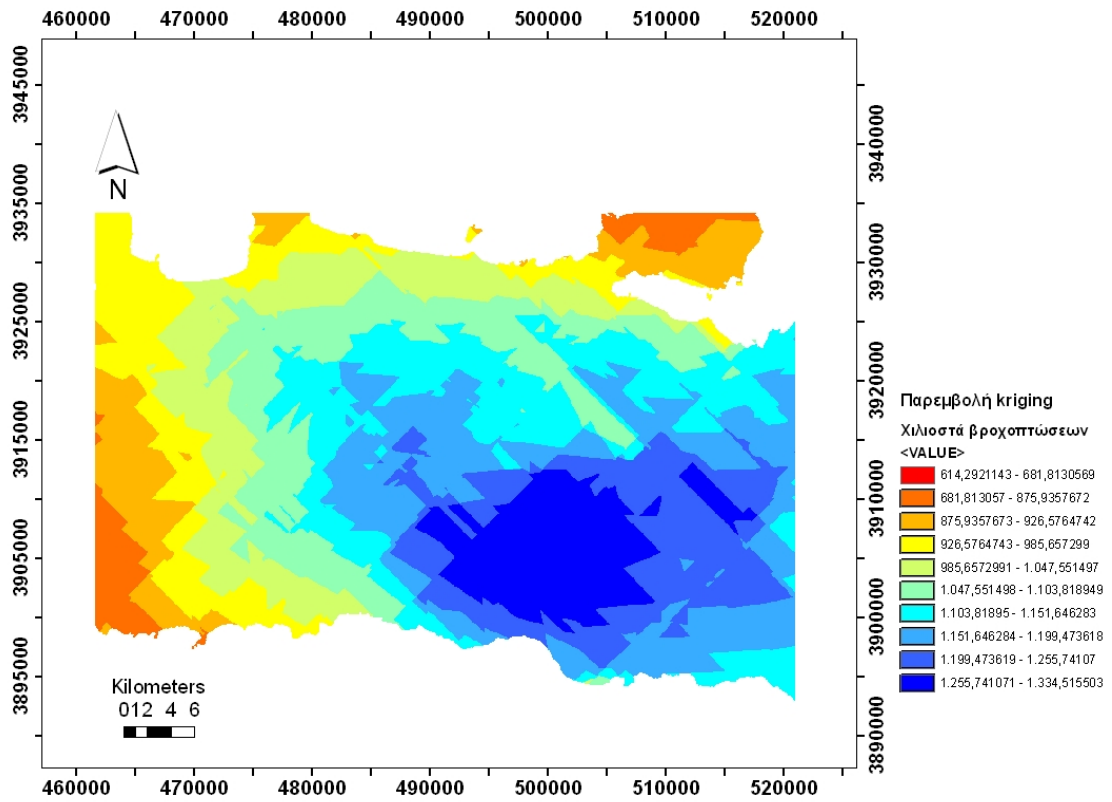 460000 470000 480000 490000 500000 510000 520000
3945000
3940000
3935000
3930000
3925000
3920000
3915000
3910000
3905000
3900000
3895000
3890000
N
Kilometers
012 4 6
460000 470000 480000 490000 500000 510000 520000
Παρεμβολή kriging
Χιλιοστά βροχοπτώσεων
<VALUE>
614,2921143 - 681,8130569
681,813057 - 875,9357672
875,9357673 - 926,5764742
926,5764743 - 985,657299
985,6572991 - 1.047,551497
1.047,551498 - 1.103,818949
1.103,81895 - 1.151,646283
1.151,646284 - 1.199,473618
1.199,473619 - 1.255,74107
1.255,741071 - 1.334,515503